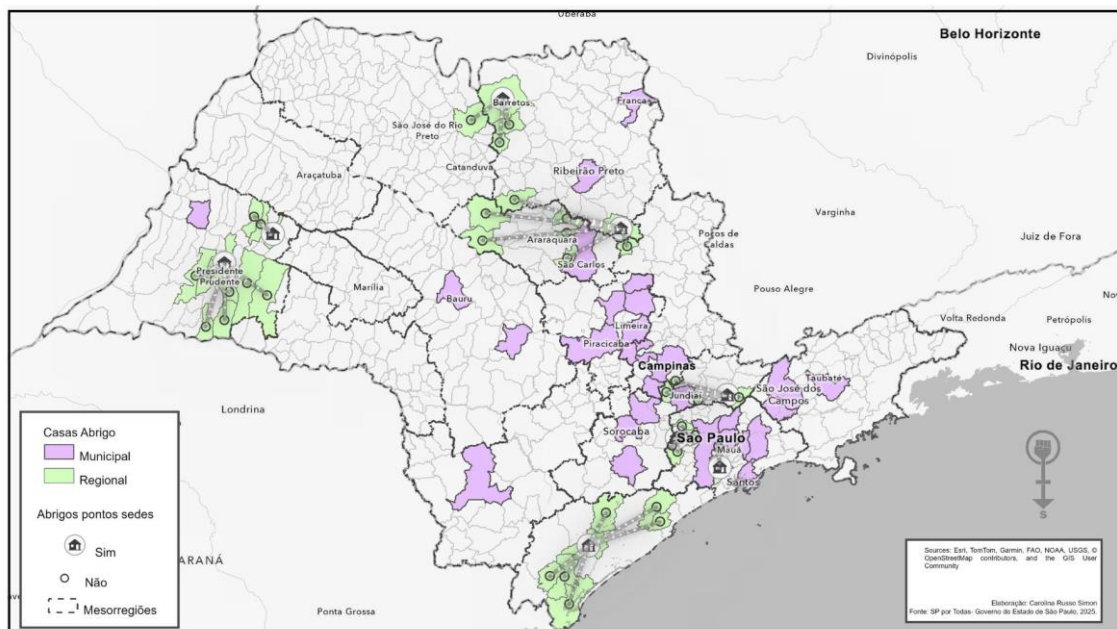 Uberaba
Belo Horizonte
Divinópolis
Barretos
Franca
São José do Rio
Preto
Catanduva
Ribeirão Preto
Araçatuba
Varginha
Poços de
Caldas
Juiz de Fora
Araraquara
São Carlos
Presidente
Prudente
Marília
Bauru
Pouso Alegre
Limeira
Piracicaba
Volta Redonda
Petrópolis
Nova Iguaçu
Rio de Janeiro
Campinas
São José dos
Campos
Taubaté
Jundiaí
Londrina
Sorocaba
São Paulo
Mauá
Santos
Casas Abrigo
Municipal
Regional
Abrigos pontos sedes
Sim
Não
Mesorregiões
ARANÁ
Ponta Grossa
S
Sources: Esri, TomTom, Garmin, FAO, NOAA, USGS, ©
OpenStreetMap contributors, and the GIS User
Community
Elaboração: Carolina Russo Simon
Fonte: SP por Todas- Governo do Estado de São Paulo, 2025.